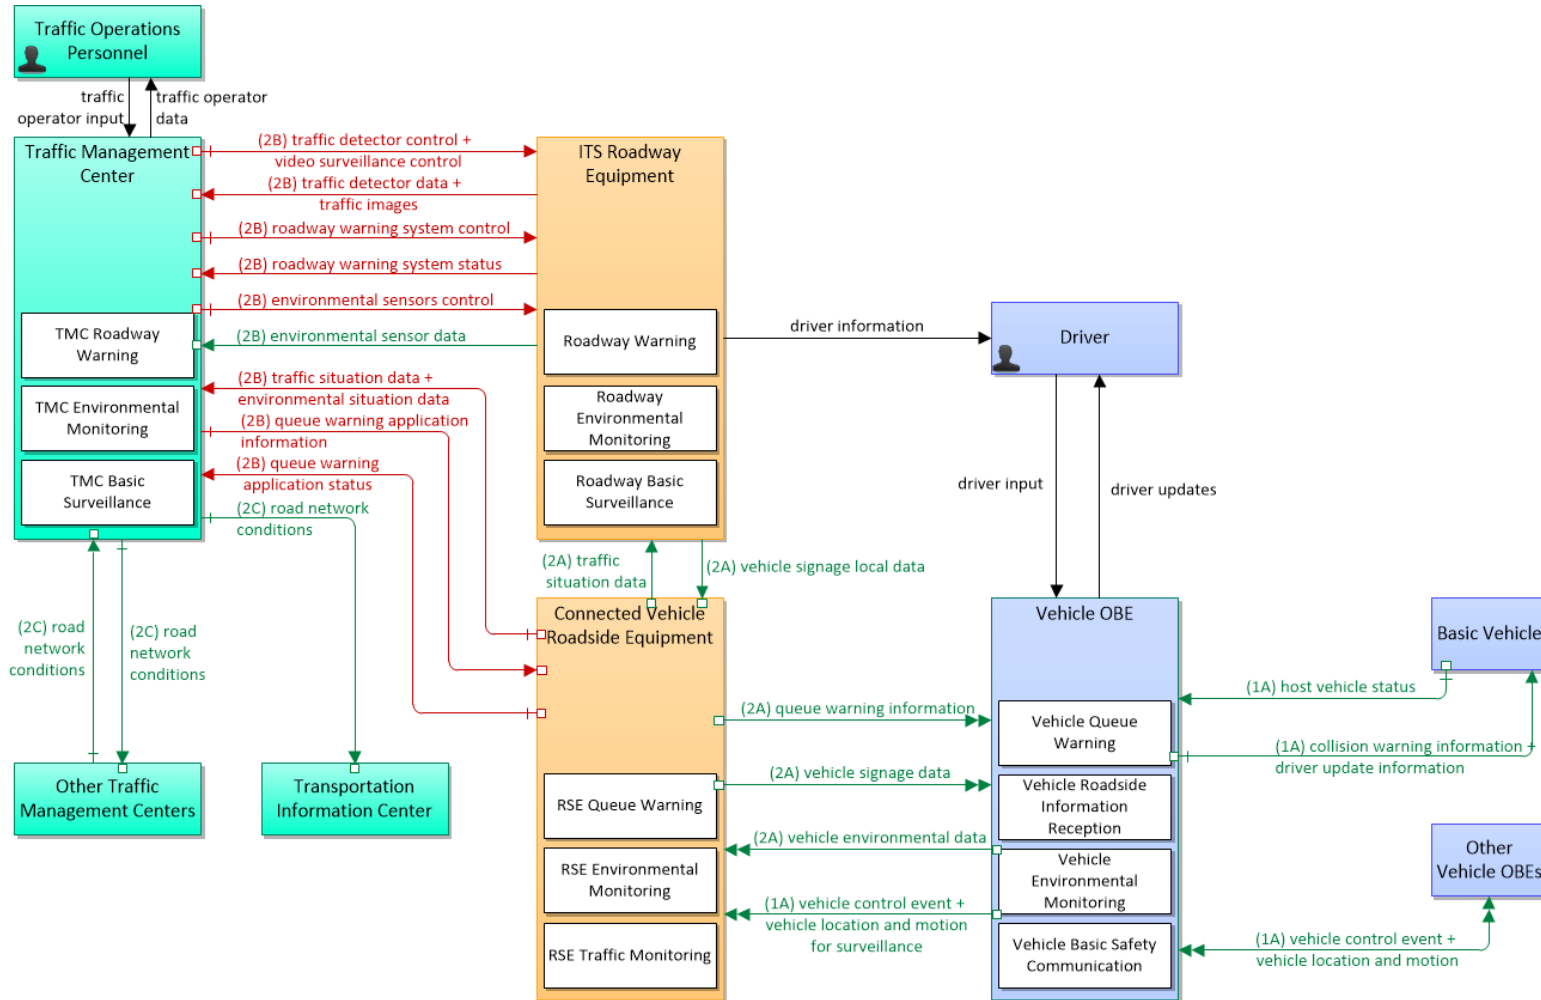 Traffic Operations
Personnel
traffic
operator input
traffic operator
data
Traffic Management
Center
(2B) traffic detector control +
video surveillance control
(2B) traffic detector data +
traffic images
(2B) roadway warning system control
(2B) roadway warning system status
(2B) environmental sensors control
(2B) environmental sensor data
(2B) traffic situation data +
environmental situation data
(2B) queue warning application
information
(2B) queue warning
application status
(2C) road network
conditions
TMC Roadway
Warning
TMC Environmental
Monitoring
TMC Basic
Surveillance
ITS Roadway
Equipment
Roadway Warning
Roadway
Environmental
Monitoring
Roadway Basic
Surveillance
driver information
Driver
driver input
driver updates
(2A) traffic
situation data
(2A) vehicle signage local data
(2C) road
network
conditions
(2C) road
network
conditions
Other Traffic
Management Centers
Transportation
Information Center
Connected Vehicle
Roadside Equipment
RSE Queue Warning
RSE Environmental
Monitoring
RSE Traffic Monitoring
(2A) queue warning information
(2A) vehicle signage data
(2A) vehicle environmental data
(1A) vehicle control event +
vehicle location and motion
for surveillance
Vehicle OBE
Vehicle Queue
Warning
Vehicle Roadside
Information
Reception
Vehicle
Environmental
Monitoring
Vehicle Basic Safety
Communication
Basic Vehicle
(1A) host vehicle status
(1A) collision warning information +
driver update information
Other
Vehicle OBEs
(1A) vehicle control event +
vehicle location and motion